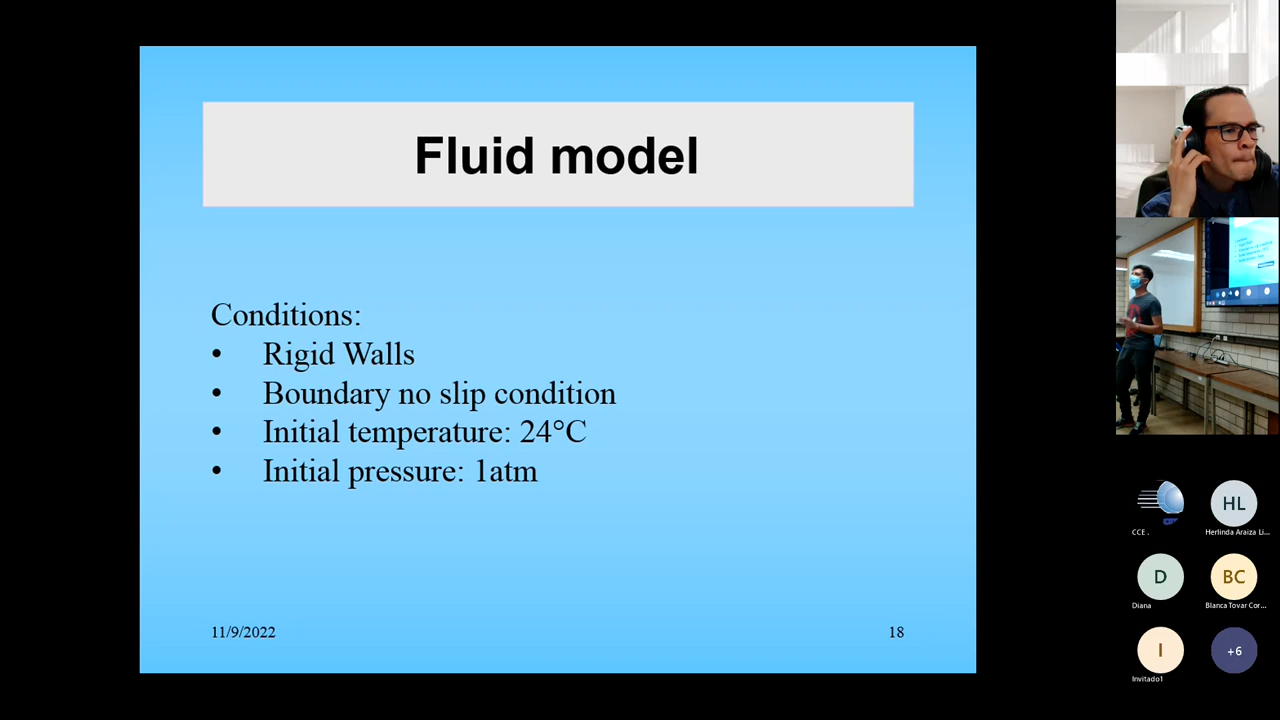 Fluid model
Conditions:
• Rigid Walls
• Boundary no slip condition
• Initial temperature: 24°C
• Initial pressure: 1atm
11/9/2022
18
CCE .
HL
Herlinda Araiza Li...
D
Diana
BC
Blanca Tovar Cor...
I
Invitado1
+6